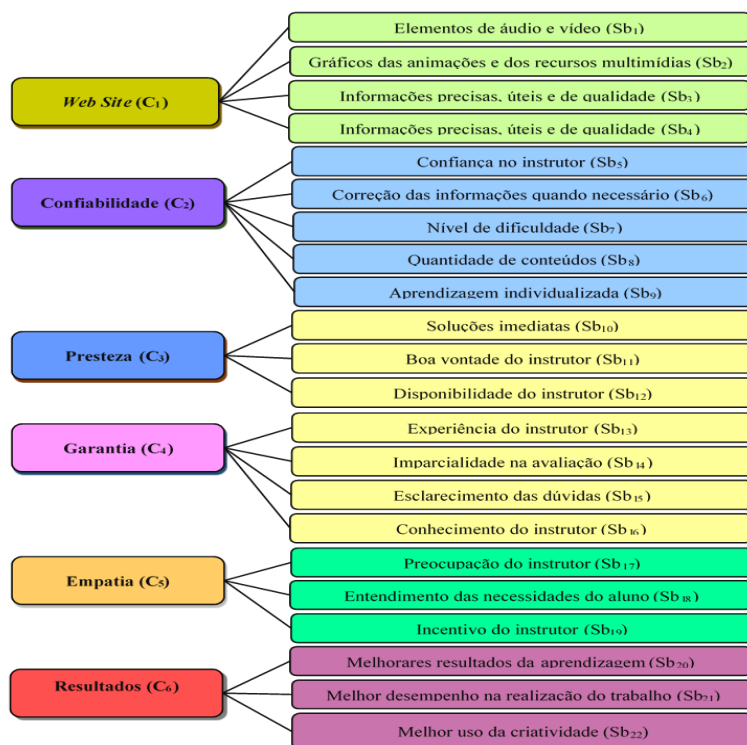 Web Site (C₁)
Elementos de áudio e vídeo (Sb₁)
Gráficos das animações e dos recursos multimídias (Sb₂)
Informações precisas, úteis e de qualidade (Sb₃)
Informações precisas, úteis e de qualidade (Sb₄)
Confiabilidade (C₂)
Confiança no instrutor (Sb₅)
Correção das informações quando necessário (Sb₆)
Nível de dificuldade (Sb₇)
Quantidade de conteúdos (Sb₈)
Aprendizagem individualizada (Sb₉)
Presteza (C₃)
Soluções imediatas (Sb₁₀)
Boa vontade do instrutor (Sb₁₁)
Disponibilidade do instrutor (Sb₁₂)
Garantia (C₄)
Experiência do instrutor (Sb₁₃)
Imparcialidade na avaliação (Sb₁₄)
Esclarecimento das dúvidas (Sb₁₅)
Conhecimento do instrutor (Sb₁₆)
Empatia (C₅)
Preocupação do instrutor (Sb₁₇)
Entendimento das necessidades do aluno (Sb₁₈)
Incentivo do instrutor (Sb₁₉)
Resultados (C₆)
Melhorares resultados da aprendizagem (Sb₂₀)
Melhor desempenho na realização do trabalho (Sb₂₁)
Melhor uso da criatividade (Sb₂₂)